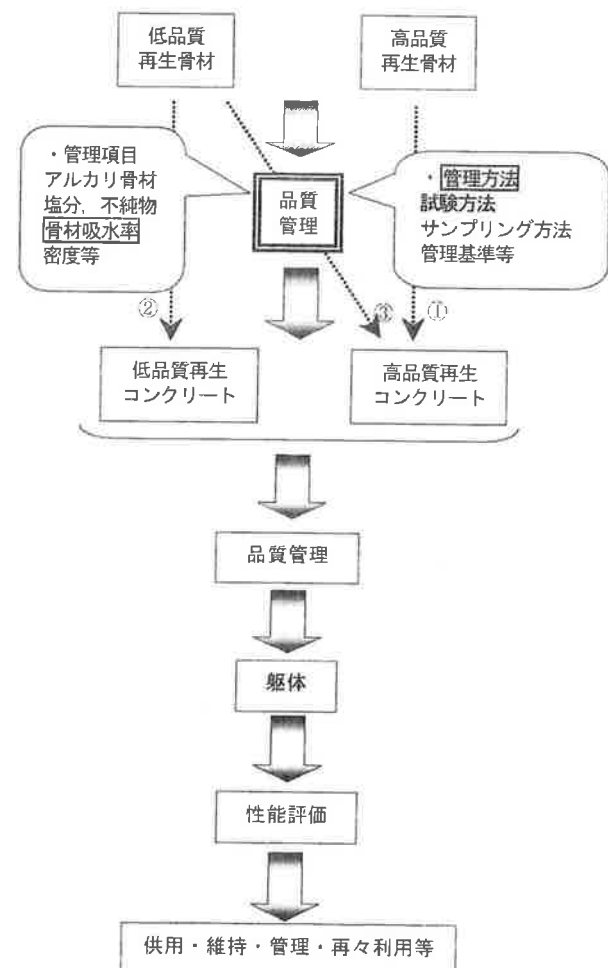 低品質
再生骨材
高品質
再生骨材
・管理項目
アルカリ骨材
塩分，不純物
骨材吸水率
密度等
品質
管理
・管理方法
試験方法
サンプリング方法
管理基準等
②
③
①
低品質再生
コンクリート
高品質再生
コンクリート
品質管理
躯体
性能評価
供用・維持・管理・再々利用等